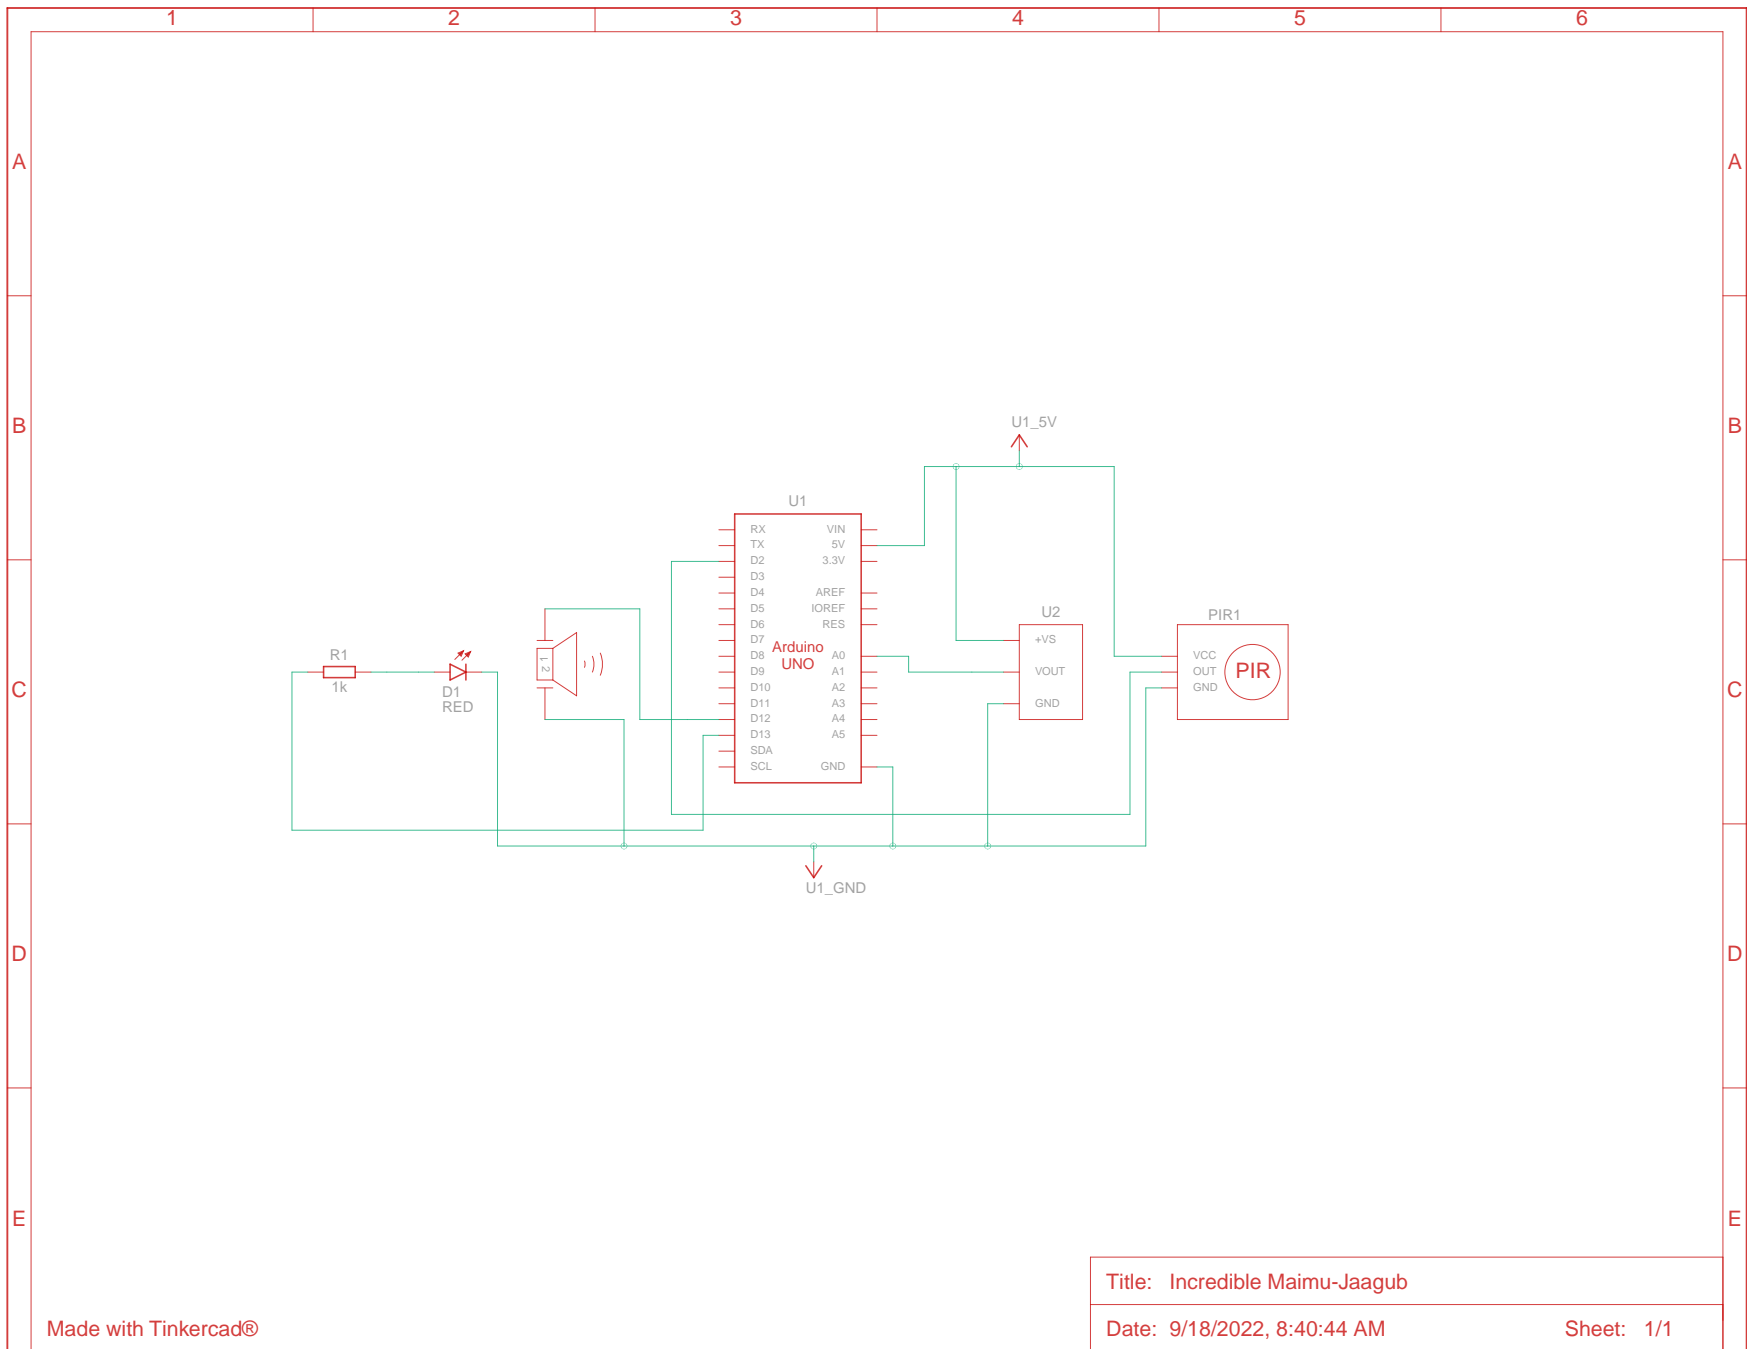 1 2 3 4 5 6
A A
B B
U1_5V
U1
RX VIN
TX 5V
D2 3.3V
D3
D4 AREF
D5 IOREF
D6 RES
D7
D8 A0
D9 A1
D10 A2
D11 A3
D12 A4
D13 A5
SDA
SCL GND
Arduino
UNO
U2
+VS
VOUT
GND
PIR1
VCC
OUT
GND
PIR
R1
1k
D1
RED
1 2
C C
U1_GND
D D
E E
Title: Incredible Maimu-Jaagub
Made with Tinkercad®
Date: 9/18/2022, 8:40:44 AM Sheet: 1/1